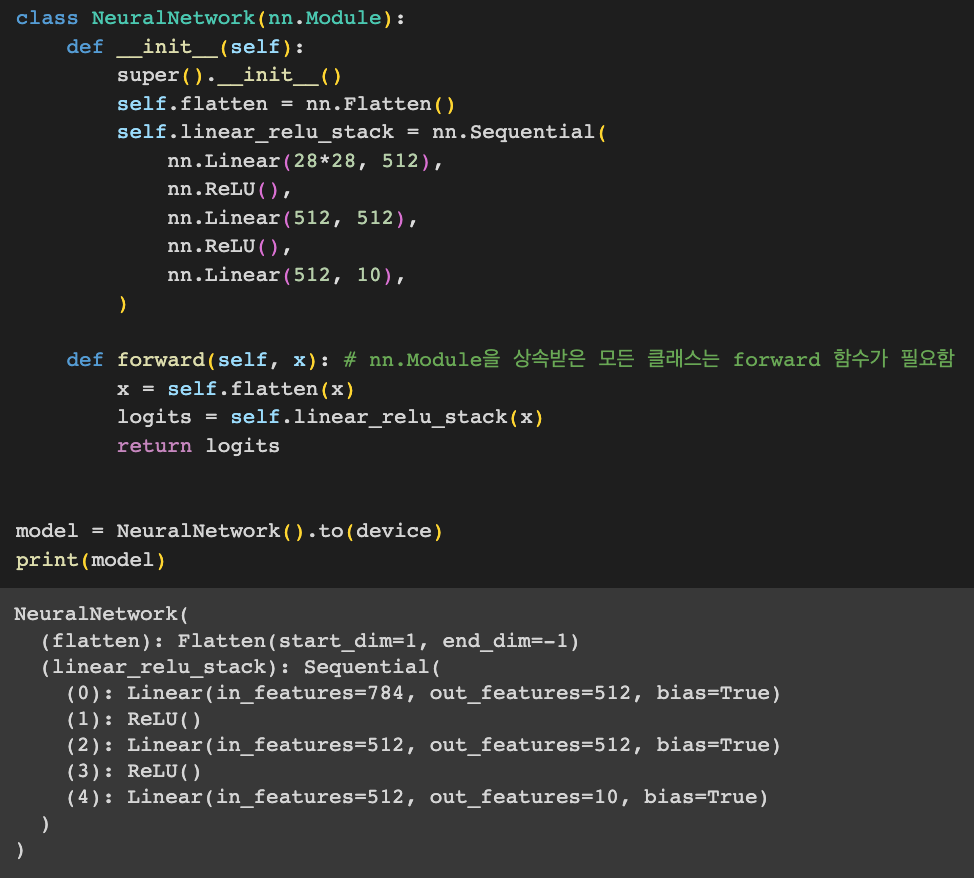 class NeuralNetwork(nn.Module):
    def __init__(self):
        super().__init__()
        self.flatten = nn.Flatten()
        self.linear_relu_stack = nn.Sequential(
            nn.Linear(28*28, 512),
            nn.ReLU(),
            nn.Linear(512, 512),
            nn.ReLU(),
            nn.Linear(512, 10),
        )
    def forward(self, x): # nn.Module을 상속받은 모든 클래스는 forward 함수가 필요함
        x = self.flatten(x)
        logits = self.linear_relu_stack(x)
        return logits
model = NeuralNetwork().to(device)
print(model)
NeuralNetwork(
  (flatten): Flatten(start_dim=1, end_dim=-1)
  (linear_relu_stack): Sequential(
    (0): Linear(in_features=784, out_features=512, bias=True)
    (1): ReLU()
    (2): Linear(in_features=512, out_features=512, bias=True)
    (3): ReLU()
    (4): Linear(in_features=512, out_features=10, bias=True)
  )
)